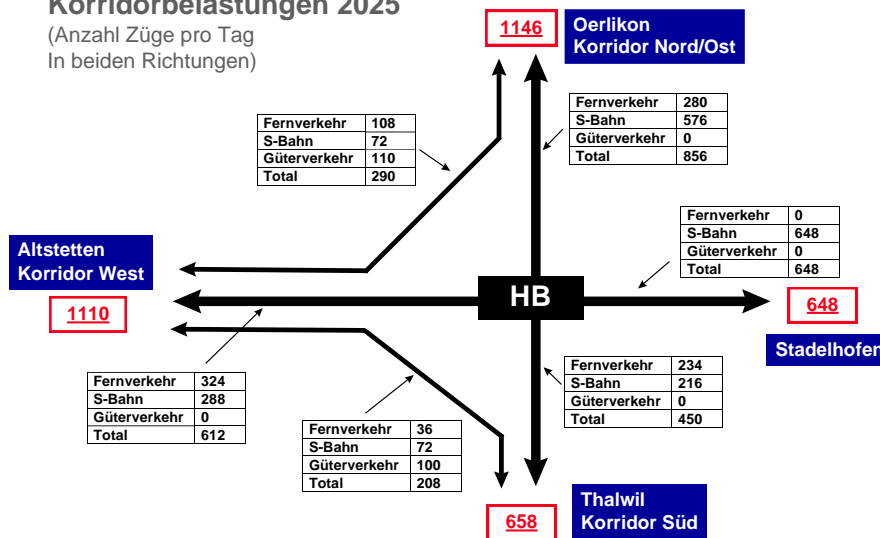 Korridorbelastungen 2025
(Anzahl Züge pro Tag
In beiden Richtungen)
1146
Oerlikon
Korridor Nord/Ost
Fernverkehr 108
S-Bahn 72
Güterverkehr 110
Total 290
Fernverkehr 280
S-Bahn 576
Güterverkehr 0
Total 856
Fernverkehr 0
S-Bahn 648
Güterverkehr 0
Total 648
Altstetten
Korridor West
1110
HB
648
Stadelhofen
Fernverkehr 324
S-Bahn 288
Güterverkehr 0
Total 612
Fernverkehr 36
S-Bahn 72
Güterverkehr 100
Total 208
Fernverkehr 234
S-Bahn 216
Güterverkehr 0
Total 450
658
Thalwil
Korridor Süd